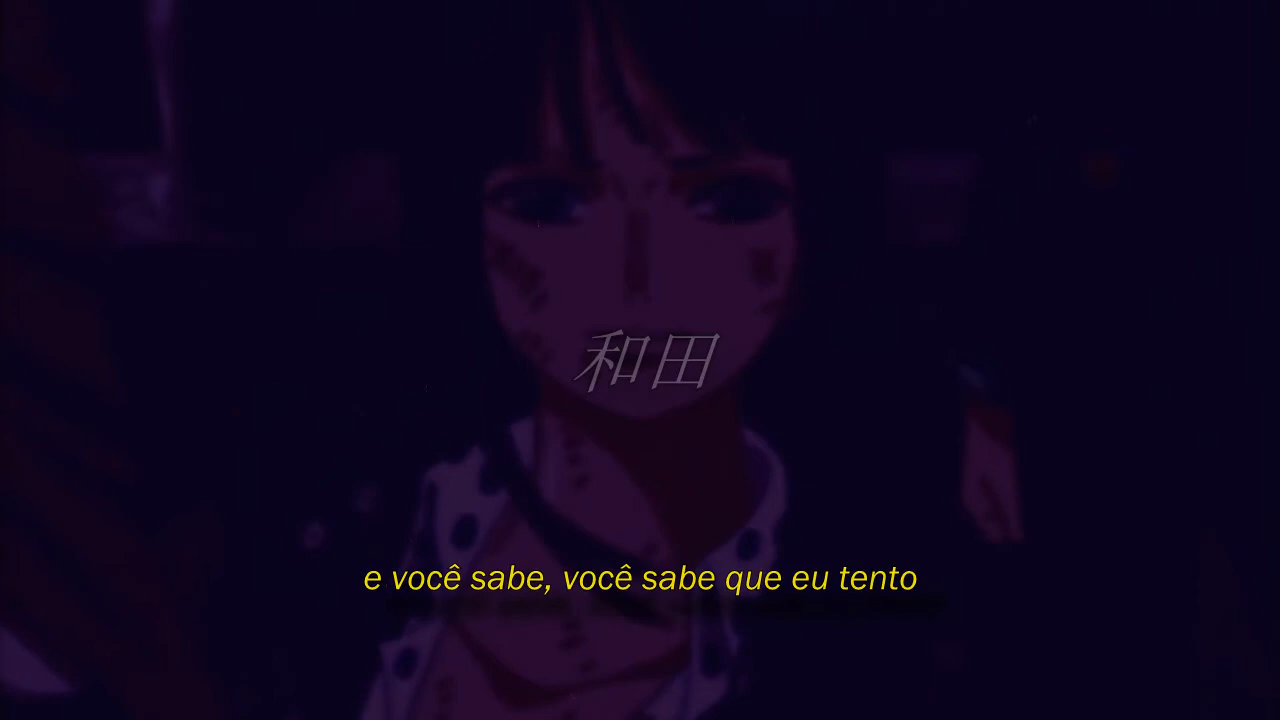 和田
e você sabe, você sabe que eu tento